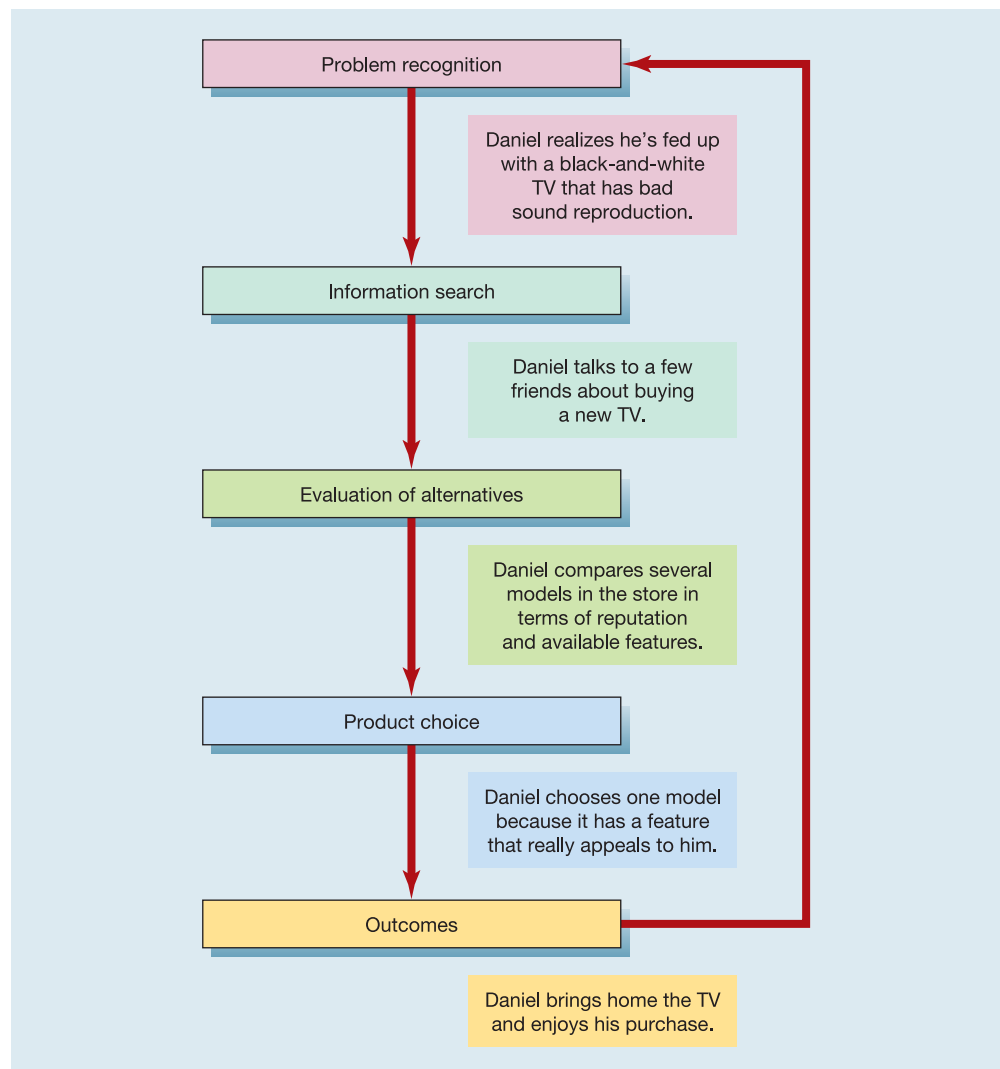 Problem recognition
Daniel realizes he's fed up
with a black-and-white
TV that has bad
sound reproduction.
Information search
Daniel talks to a few
friends about buying
a new TV.
Evaluation of alternatives
Daniel compares several
models in the store in
terms of reputation
and available features.
Product choice
Daniel chooses one model
because it has a feature
that really appeals to him.
Outcomes
Daniel brings home the TV
and enjoys his purchase.